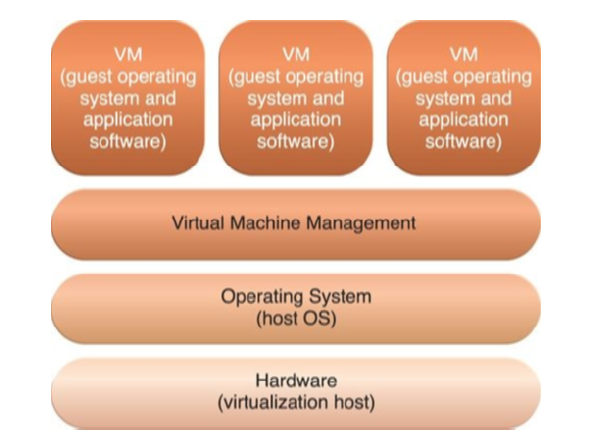 VM
(guest operating
system and
application
software)
VM
(guest operating
system and
application
software)
VM
(guest operating
system and
application
software)
Virtual Machine Management
Operating System
(host OS)
Hardware
(virtualization host)